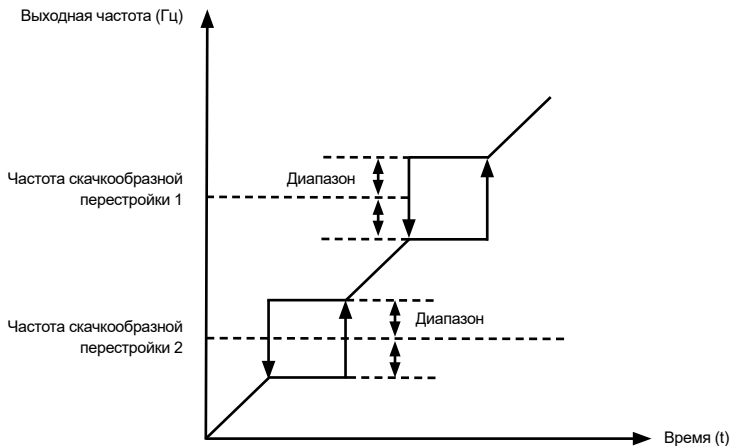 Выходная частота (Гц)
Частота скачкообразной
перестройки 1
Диапазон
Частота скачкообразной
перестройки 2
Диапазон
Время (t)